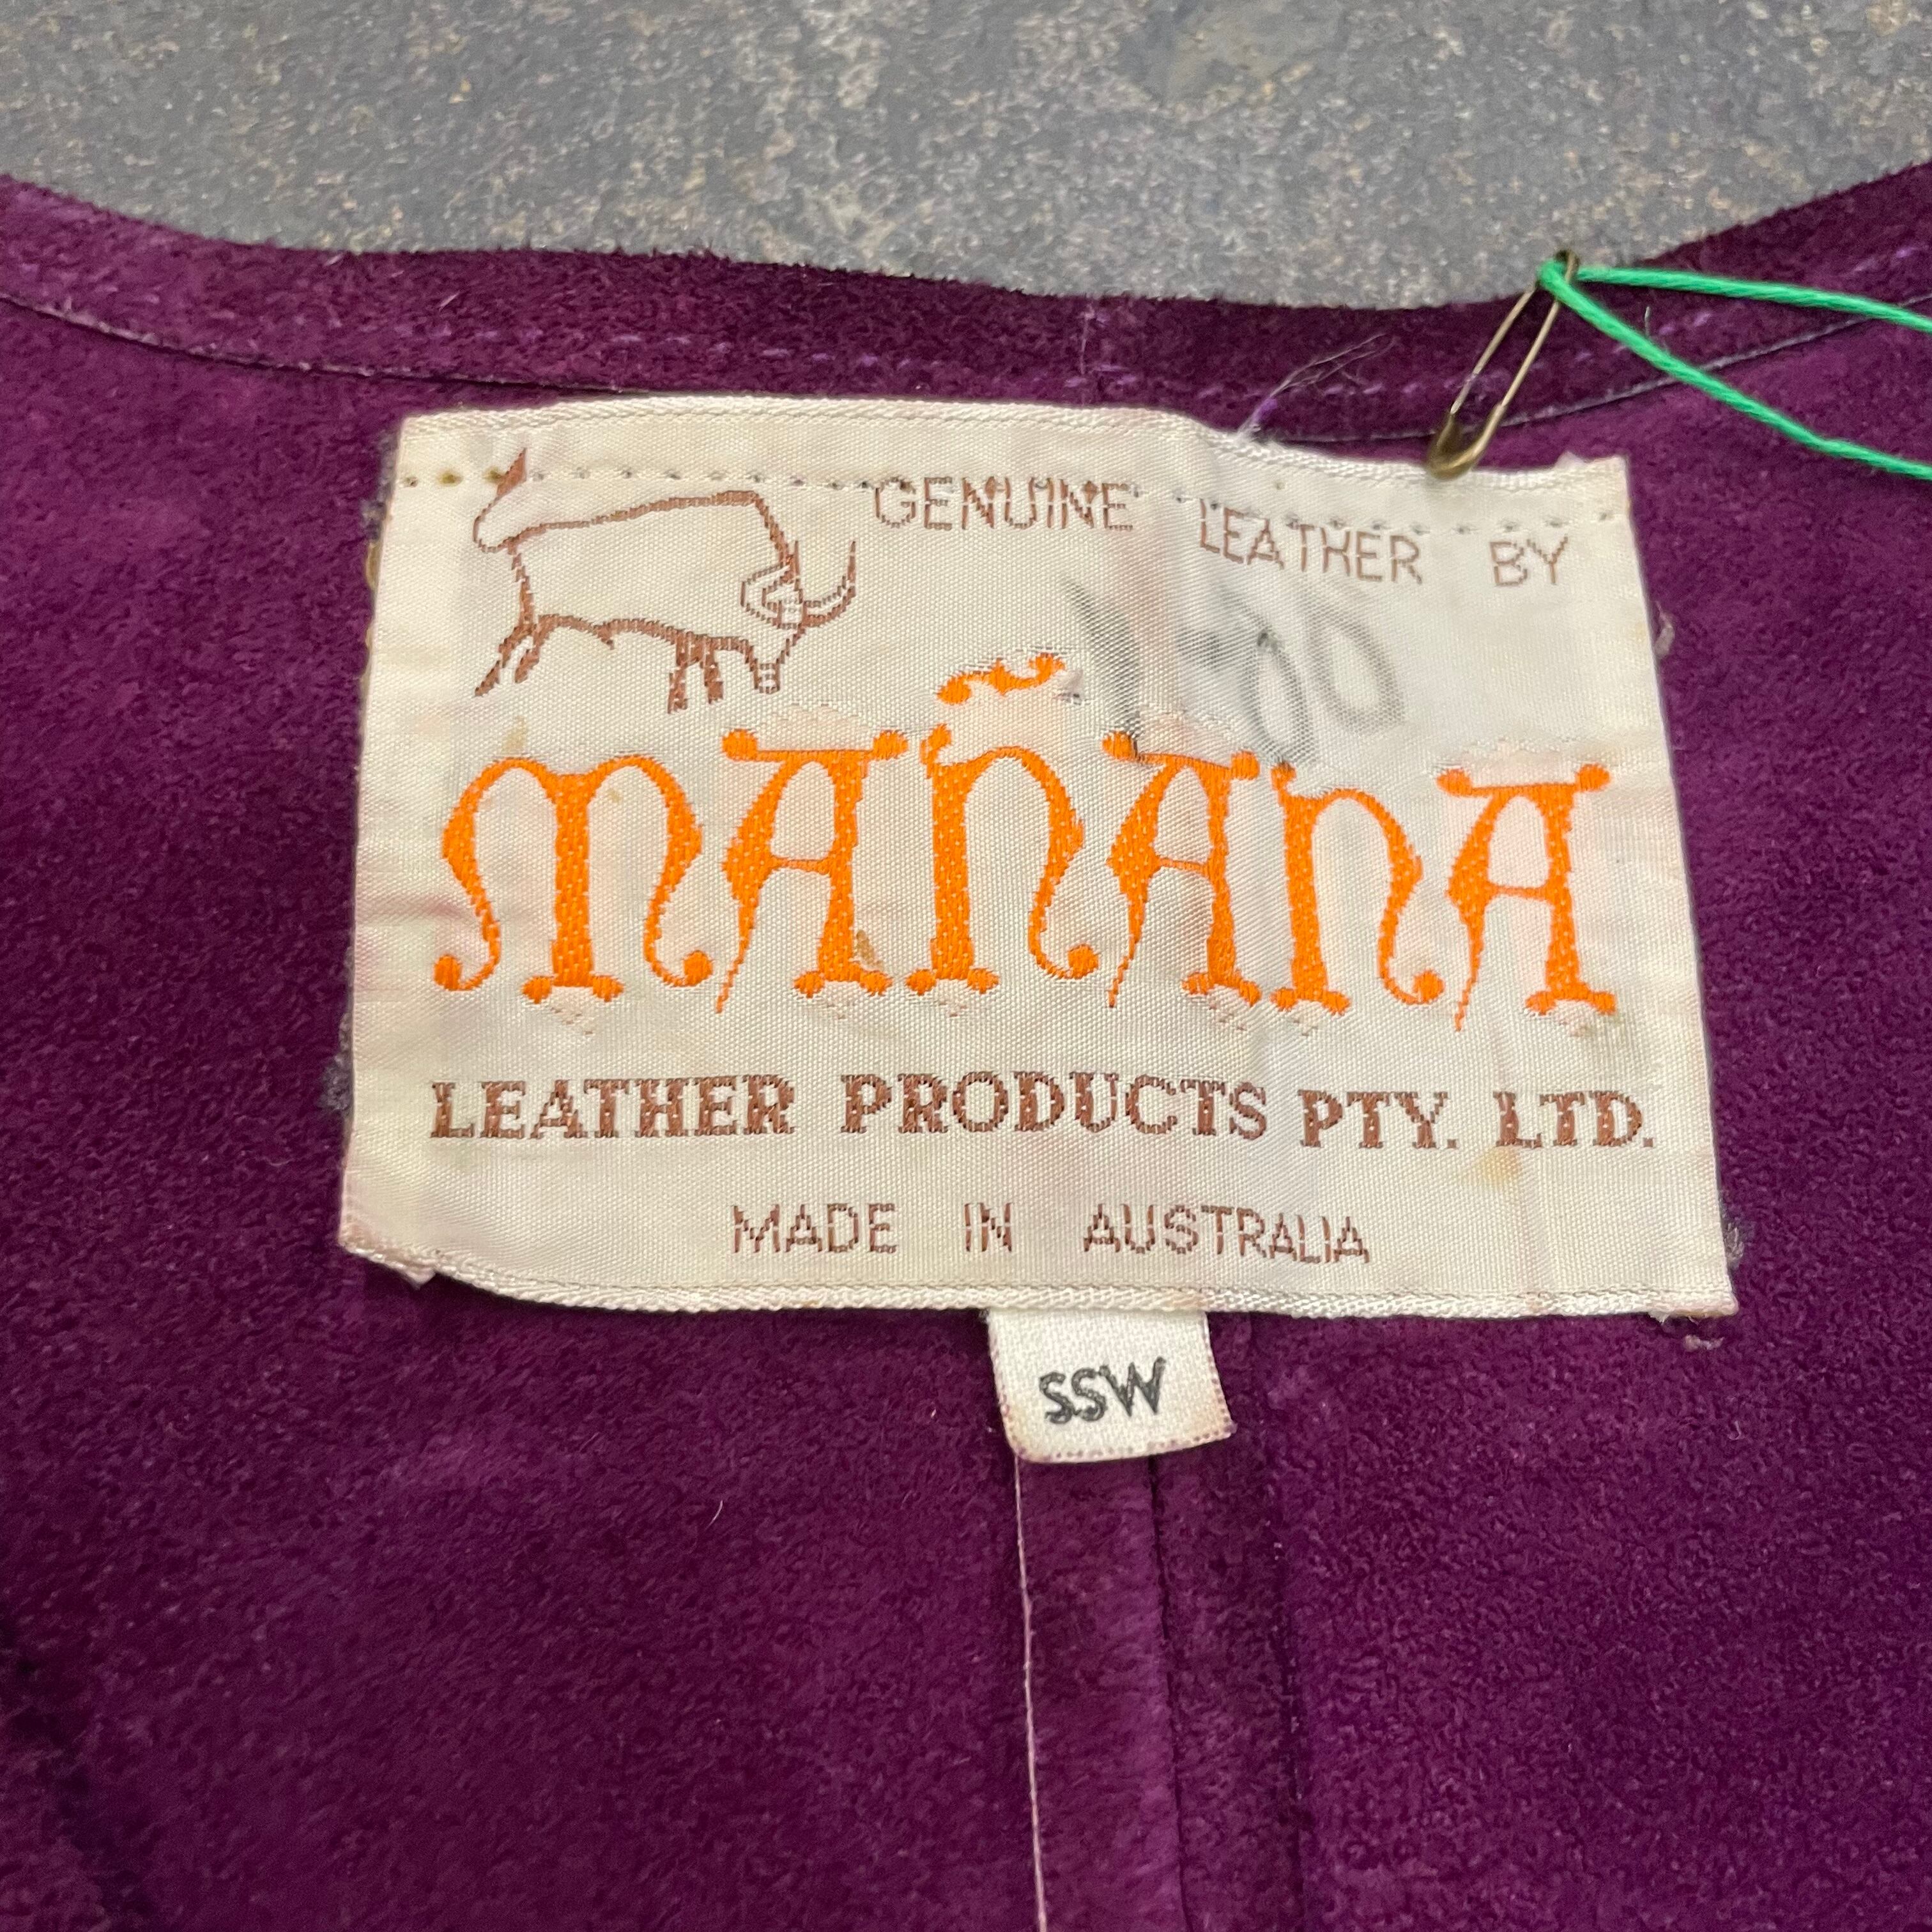 GENUINE LEATHER BY
MAÑANA
LEATHER PRODUCTS PTY. LTD.
MADE IN AUSTRALIA
SSW